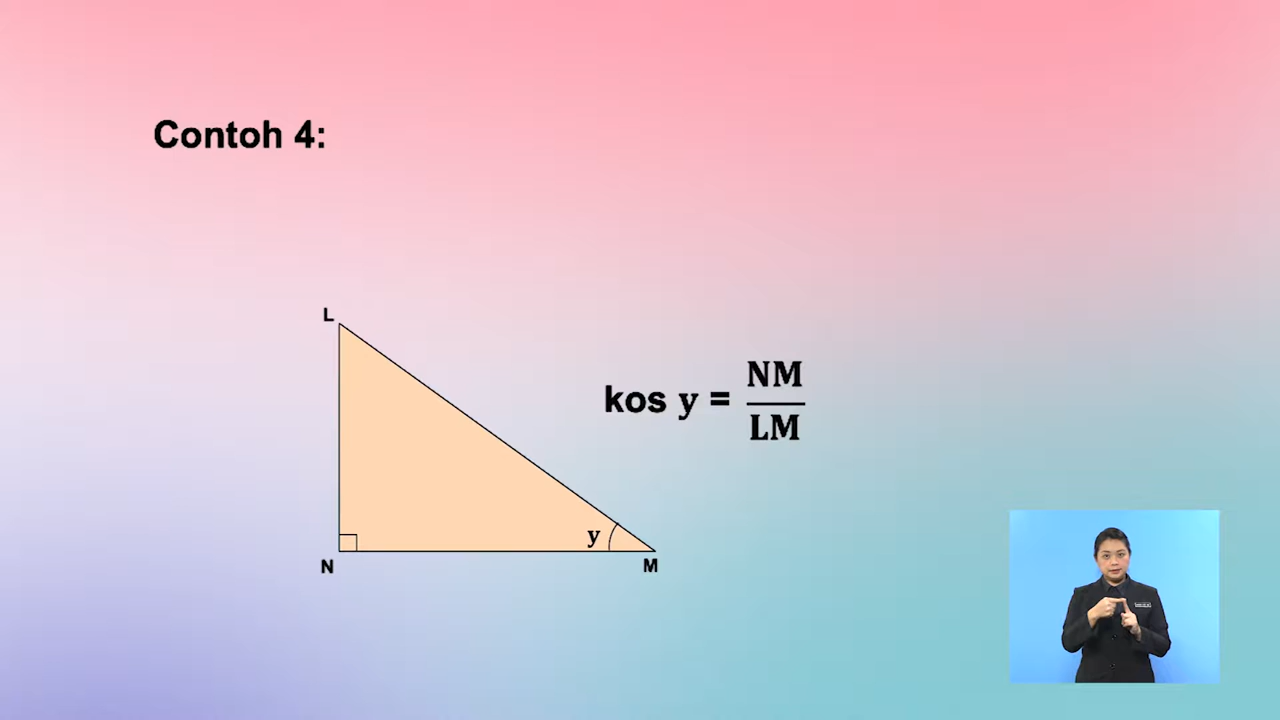 Contoh 4:
L
kos y = NM/LM
y
N M